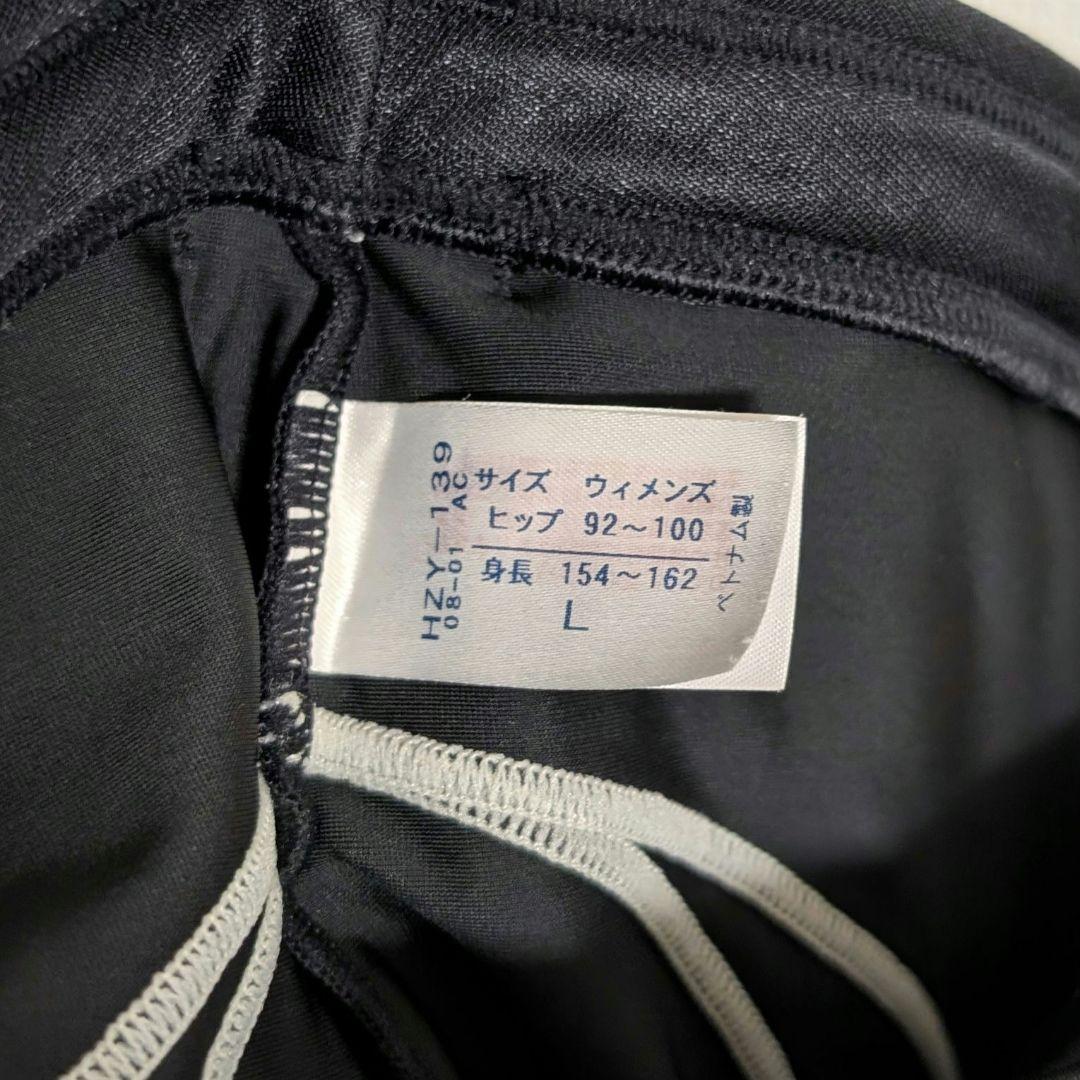 サイズ ウィメンズ
ヒップ 92～100
身長 154～162
L
HZY-139
08-01 AC
ベトナム製